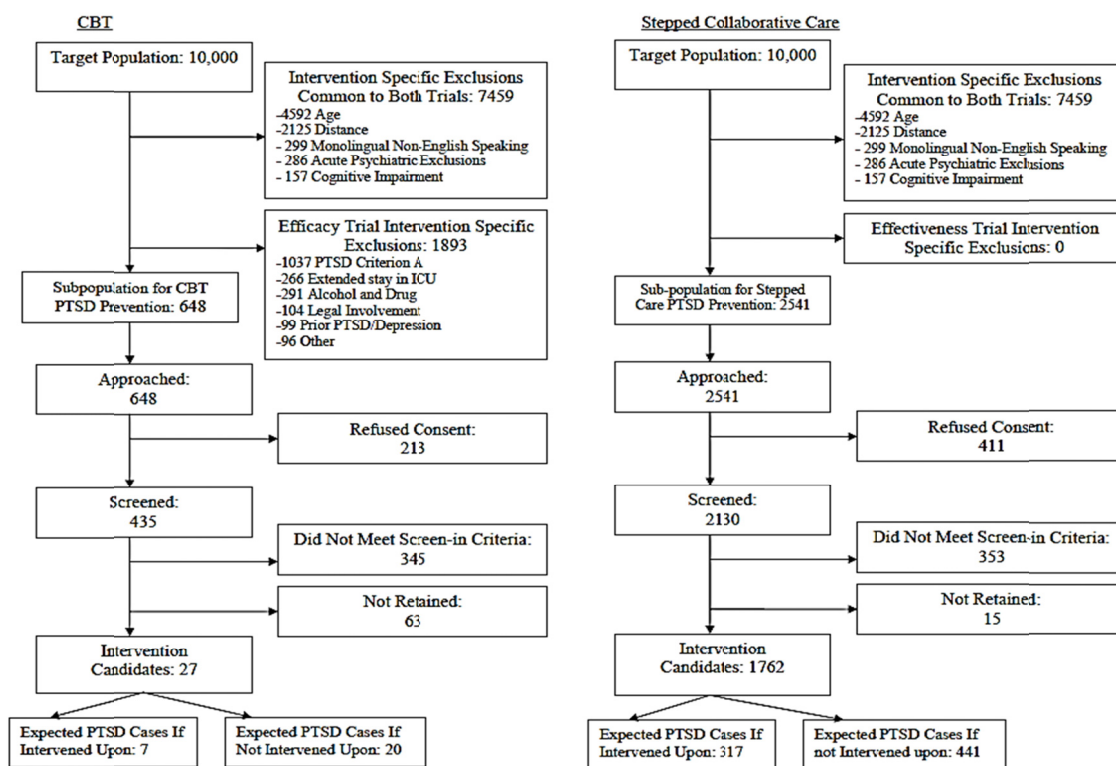 CBT
Target Population: 10,000
Intervention Specific Exclusions
Common to Both Trials: 7459
-4592 Age
-2125 Distance
- 299 Monolingual Non-English Speaking
- 286 Acute Psychiatric Exclusions
- 157 Cognitive Impairment
Efficacy Trial Intervention Specific
Exclusions: 1893
-1037 PTSD Criterion A
-266 Extended stay in ICU
-291 Alcohol and Drug
-104 Legal Involvement
-99 Prior PTSD/Depression
-96 Other
Subpopulation for CBT
PTSD Prevention: 648
Approached:
648
Refused Consent:
213
Screened:
435
Did Not Meet Screen-in Criteria:
345
Not Retained:
63
Intervention
Candidates: 27
Expected PTSD Cases If
Intervened Upon: 7
Expected PTSD Cases If
Not Intervened Upon: 20
Stepped Collaborative Care
Target Population: 10,000
Intervention Specific Exclusions
Common to Both Trials: 7459
-4592 Age
-2125 Distance
- 299 Monolingual Non-English Speaking
- 286 Acute Psychiatric Exclusions
- 157 Cognitive Impairment
Effectiveness Trial Intervention
Specific Exclusions: 0
Sub-population for Stepped
Care PTSD Prevention: 2541
Approached:
2541
Refused Consent:
411
Screened:
2130
Did Not Meet Screen-in Criteria:
353
Not Retained:
15
Intervention
Candidates: 1762
Expected PTSD Cases If
Intervened Upon: 317
Expected PTSD Cases If
not Intervened upon: 441